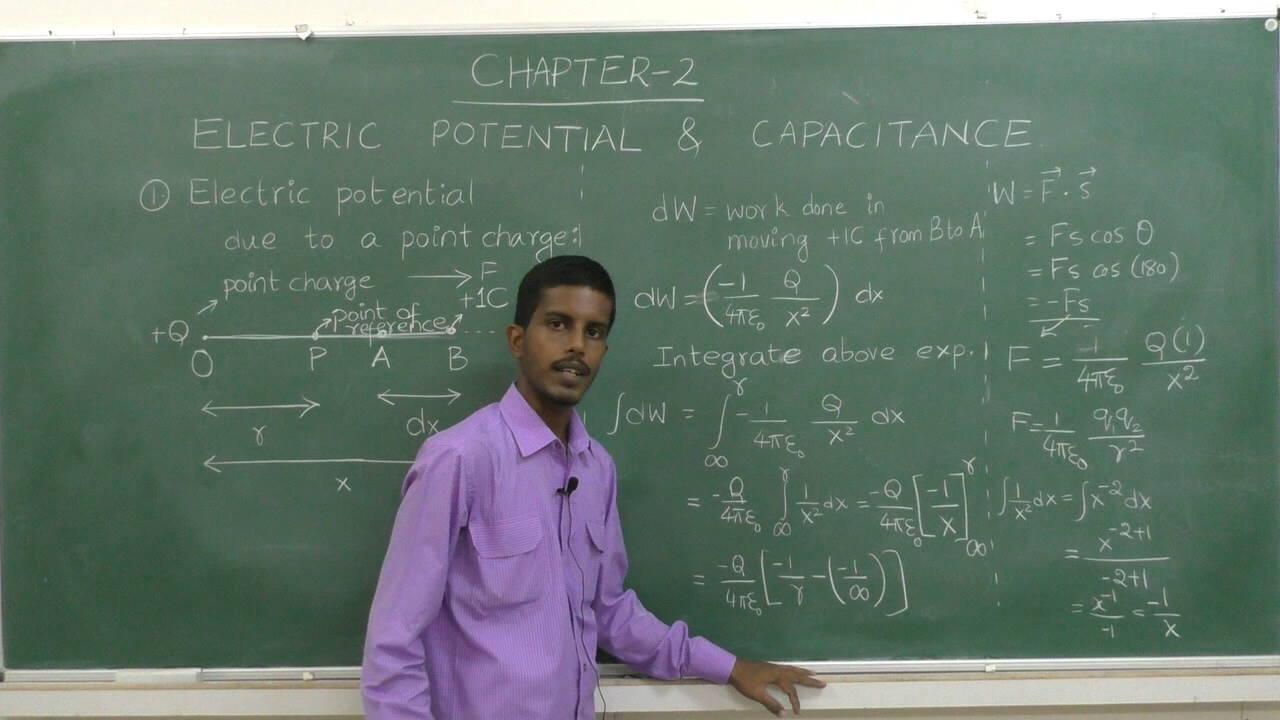 CHAPTER-2
ELECTRIC POTENTIAL & CAPACITANCE
① Electric potential
due to a point charge:
point charge → F
+1C
point of
reference
+Q
O P A B
r
dx
x
dW = work done in
moving +1C from B to A
dW = (-1/4πε₀ Q/x²) dx
Integrate above exp.
∫dW = ∫∞^r -1/4πε₀ Q/x² dx
= -Q/4πε₀ ∫∞^r 1/x² dx = -Q/4πε₀ [-1/x]∞^r
= -Q/4πε₀ [-1/r - (-1/∞)]
W = F⃗ · s⃗
= Fs cos θ
= Fs cos (180)
= -Fs
F = 1/4πε₀ Q(1)/x²
F = 1/4πε₀ q₁q₂/r²
∫1/x² dx = ∫x⁻² dx
= x⁻²⁺¹/-2+1
= x⁻¹/-1 = -1/x